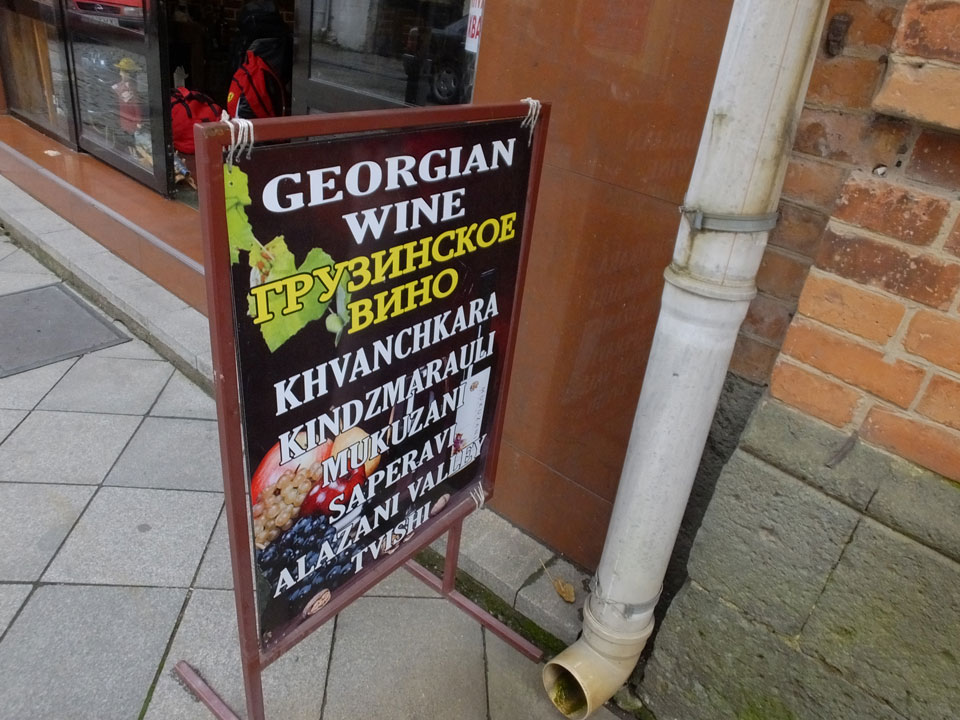 GEORGIAN
WINE
ГРУЗИНСКОЕ
ВИНО
KHVANCHKARA
KINDZMARAULI
MUKUZANI
SAPERAVI
ALAZANI VALLEY
TVISHI